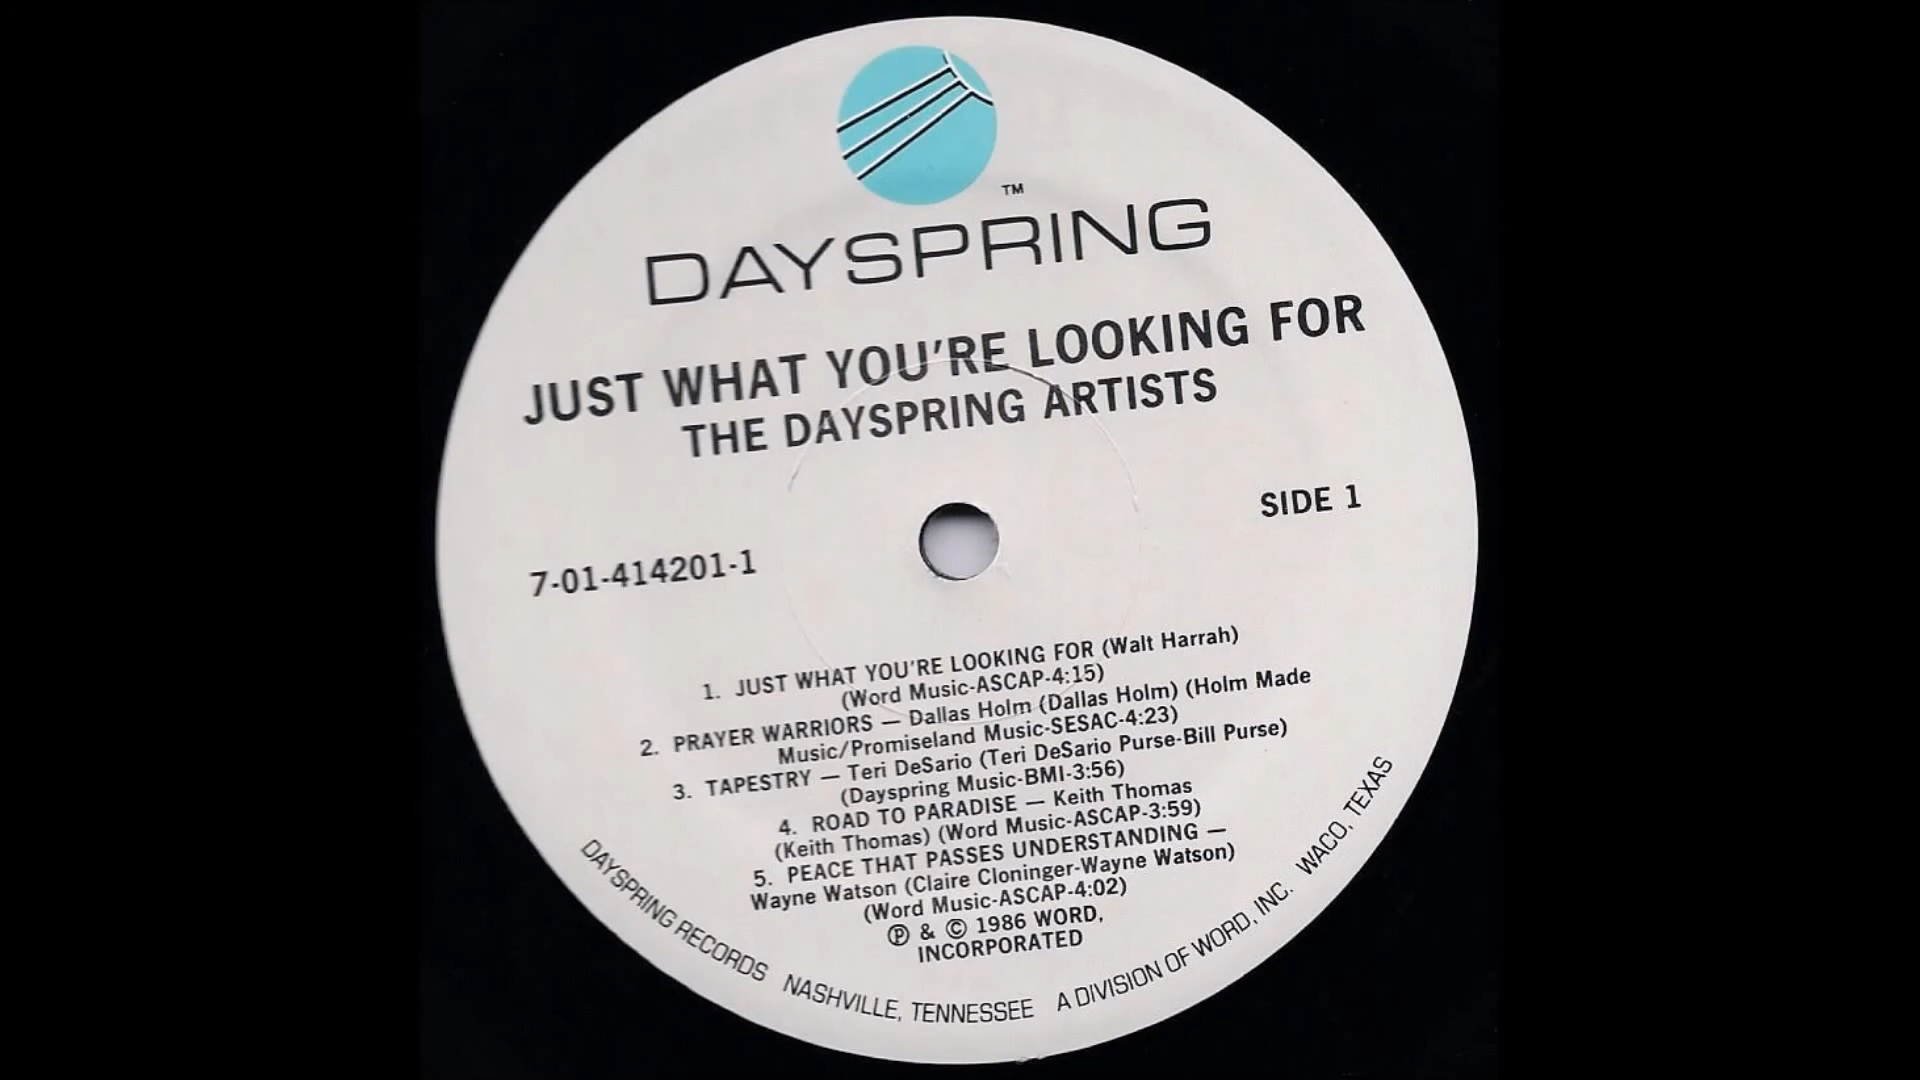 TM
DAYSPRING
JUST WHAT YOU'RE LOOKING FOR
THE DAYSPRING ARTISTS
SIDE 1
7-01-414201-1
1. JUST WHAT YOU'RE LOOKING FOR (Walt Harrah)
(Word Music-ASCAP-4:15)
2. PRAYER WARRIORS — Dallas Holm (Dallas Holm) (Holm Made
Music/Promiseland Music-SESAC-4:23)
3. TAPESTRY — Teri DeSario (Teri DeSario Purse-Bill Purse)
(Dayspring Music-BMI-3:56)
4. ROAD TO PARADISE — Keith Thomas
(Keith Thomas) (Word Music-ASCAP-3:59)
5. PEACE THAT PASSES UNDERSTANDING —
Wayne Watson (Claire Cloninger-Wayne Watson)
(Word Music-ASCAP-4:02)
℗ & © 1986 WORD,
INCORPORATED
DAYSPRING RECORDS NASHVILLE, TENNESSEE A DIVISION OF WORD, INC. WACO, TEXAS